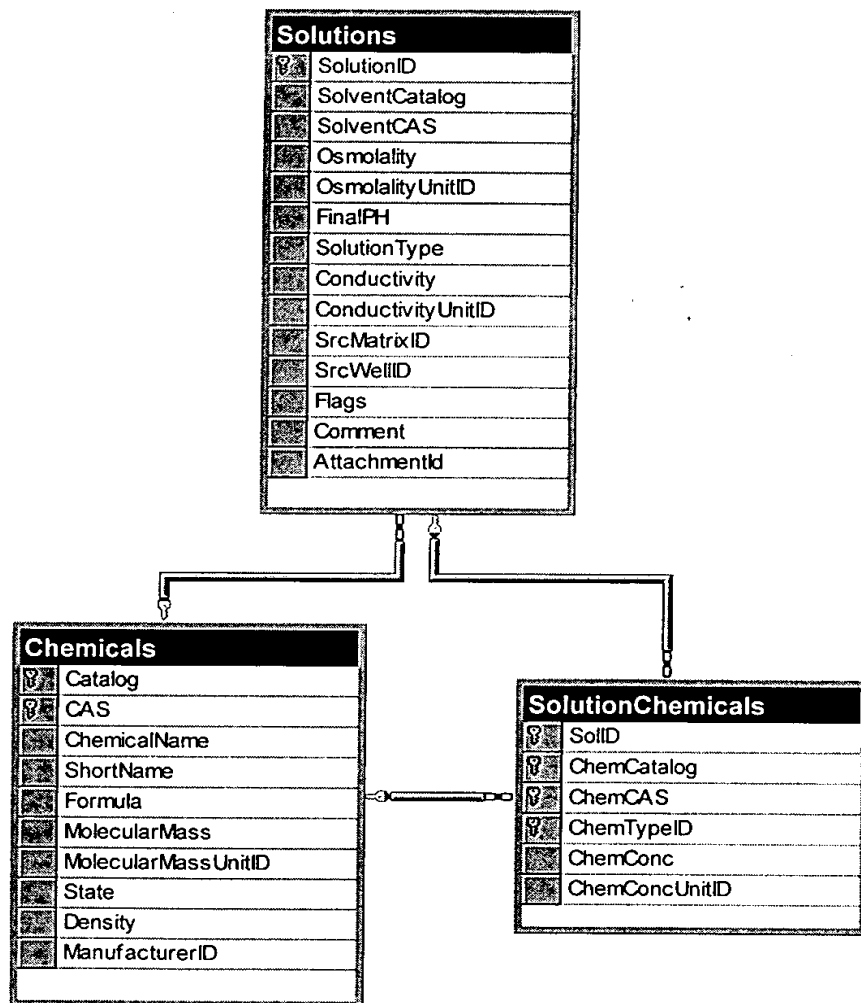 Solutions
SolutionID
SolventCatalog
SolventCAS
Osmolality
OsmolalityUnitID
FinalPH
SolutionType
Conductivity
ConductivityUnitID
SrcMatrixID
SrcWellID
Flags
Comment
AttachmentId
Chemicals
Catalog
CAS
ChemicalName
ShortName
Formula
MolecularMass
MolecularMassUnitID
State
Density
ManufacturerID
SolutionChemicals
SolID
ChemCatalog
ChemCAS
ChemTypeID
ChemConc
ChemConcUnitID